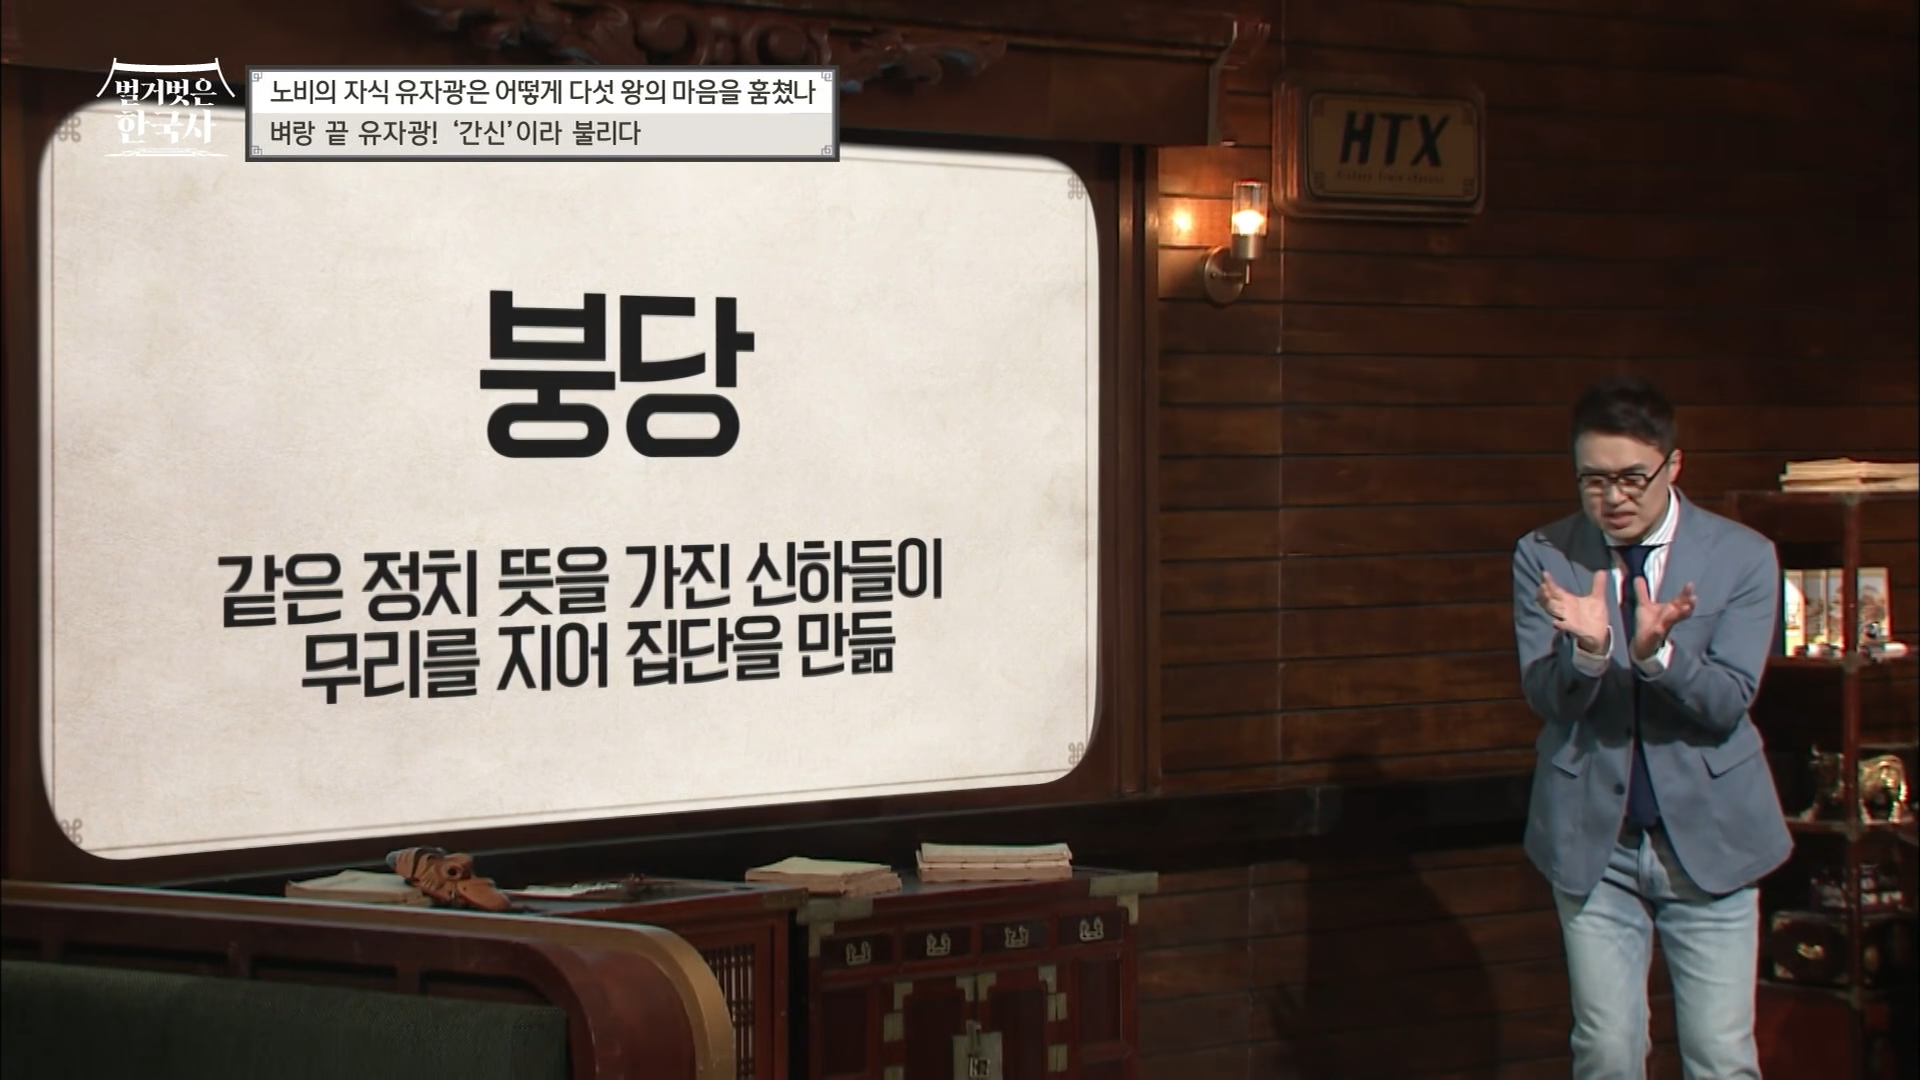 벌거벗은
한국사
노비의 자식 유자광은 어떻게 다섯 왕의 마음을 훔쳤나
벼랑 끝 유자광! ‘간신’이라 불리다
HTX
붕당
같은 정치 뜻을 가진 신하들이
무리를 지어 집단을 만듦